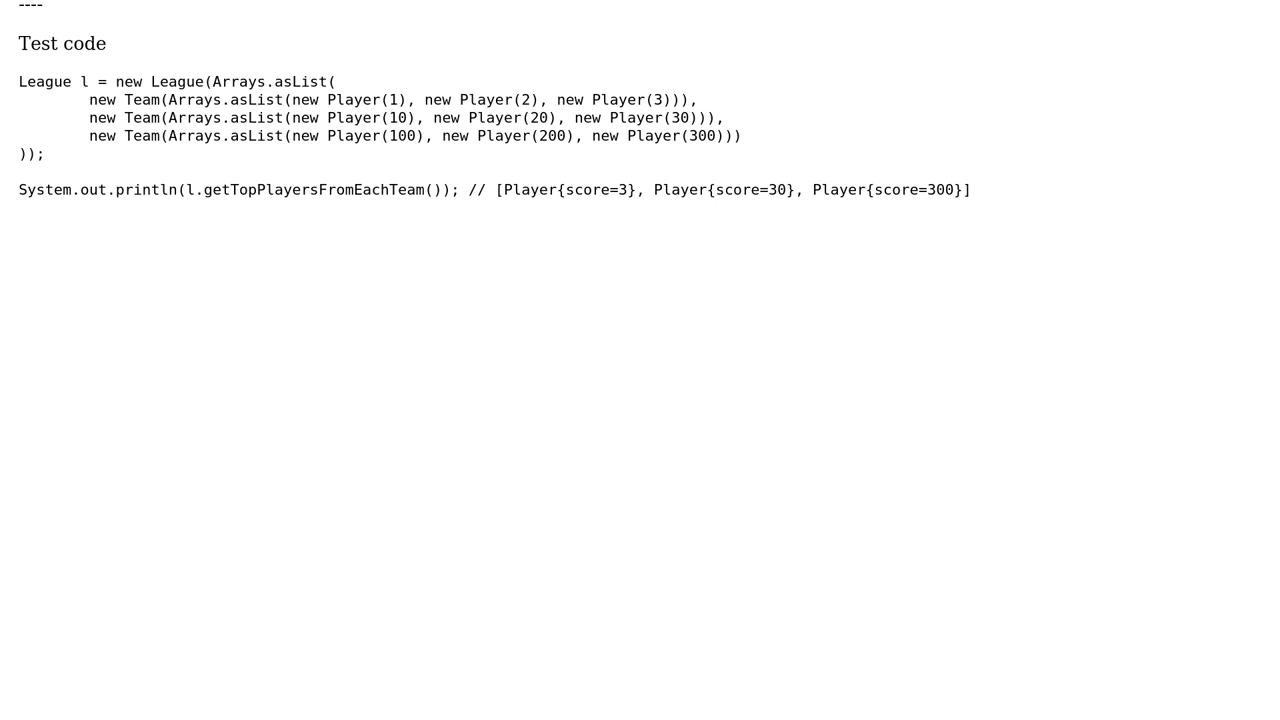 ----
Test code
League l = new League(Arrays.asList(
        new Team(Arrays.asList(new Player(1), new Player(2), new Player(3))),
        new Team(Arrays.asList(new Player(10), new Player(20), new Player(30))),
        new Team(Arrays.asList(new Player(100), new Player(200), new Player(300)))
));
System.out.println(l.getTopPlayersFromEachTeam()); // [Player{score=3}, Player{score=30}, Player{score=300}]